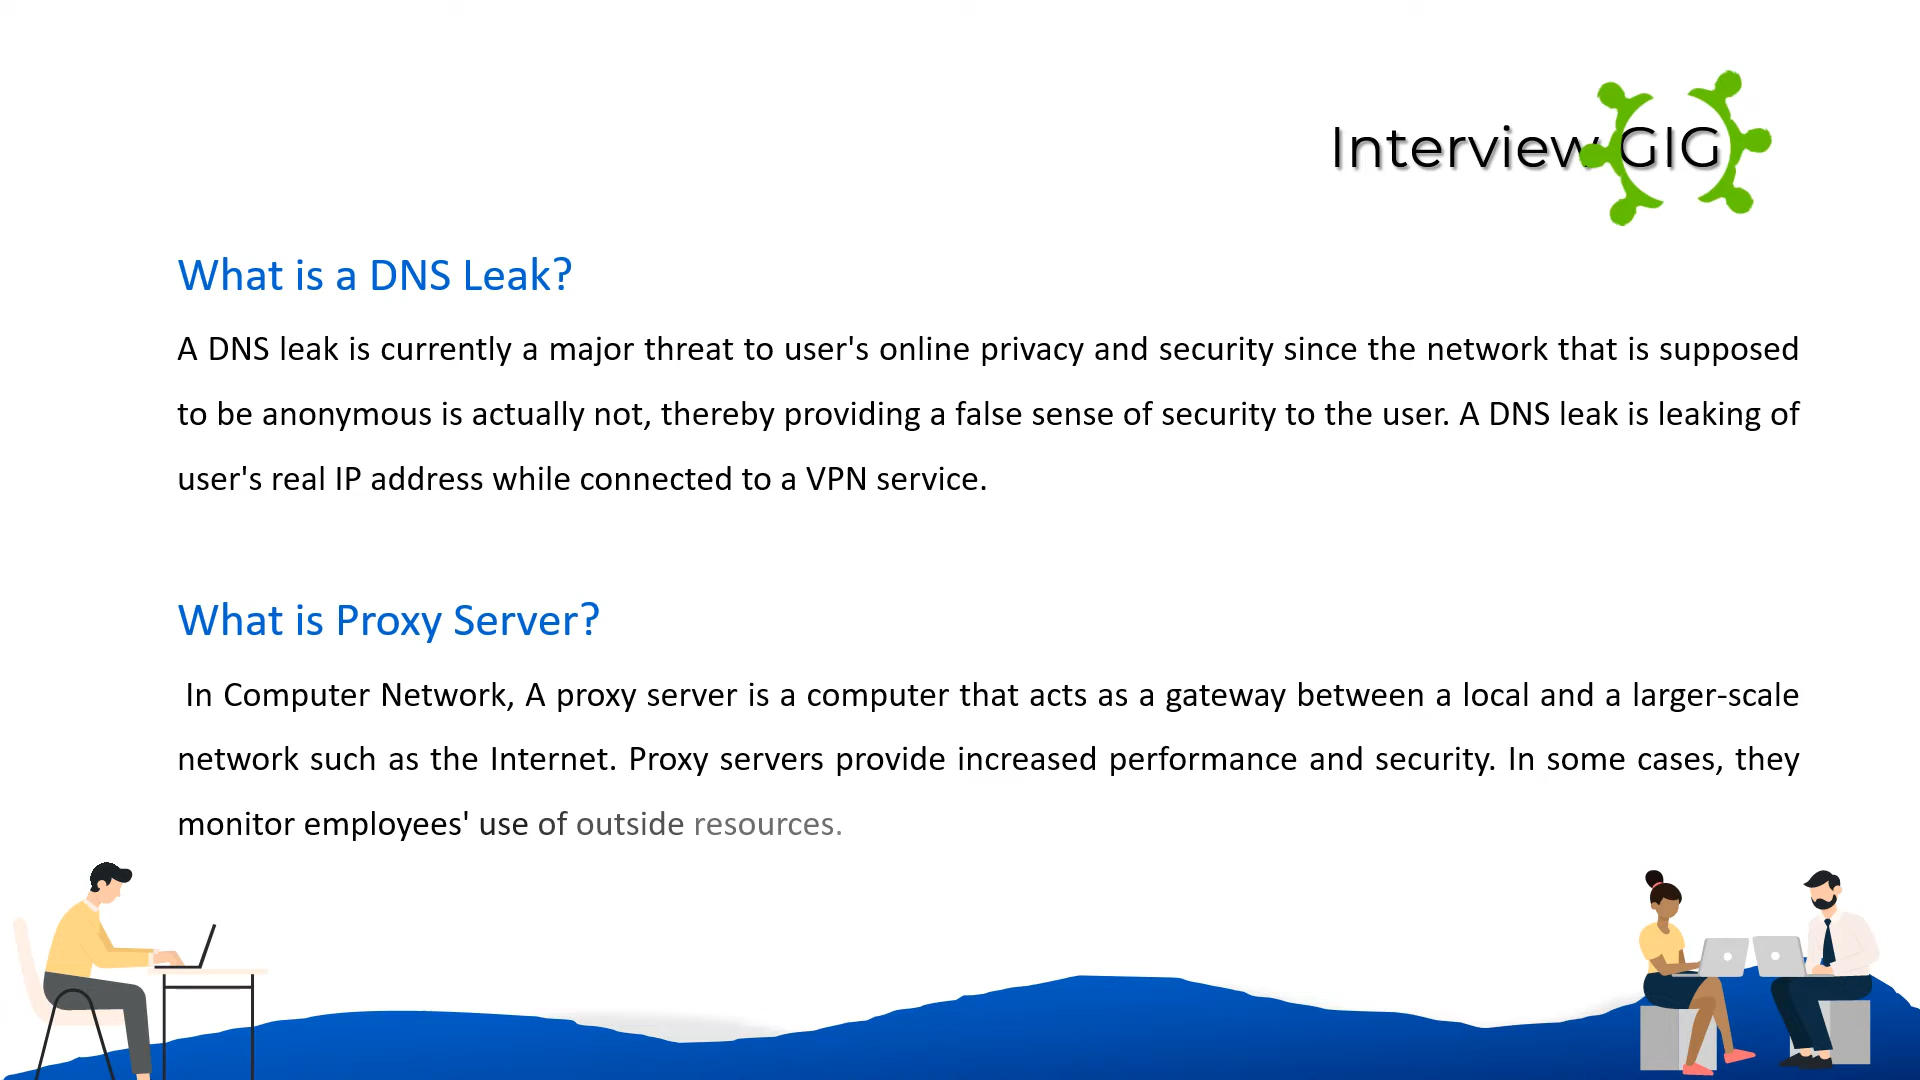 Interview GIG
What is a DNS Leak?
A DNS leak is currently a major threat to user's online privacy and security since the network that is supposed
to be anonymous is actually not, thereby providing a false sense of security to the user. A DNS leak is leaking of
user's real IP address while connected to a VPN service.
What is Proxy Server?
In Computer Network, A proxy server is a computer that acts as a gateway between a local and a larger-scale
network such as the Internet. Proxy servers provide increased performance and security. In some cases, they
monitor employees' use of outside resources.